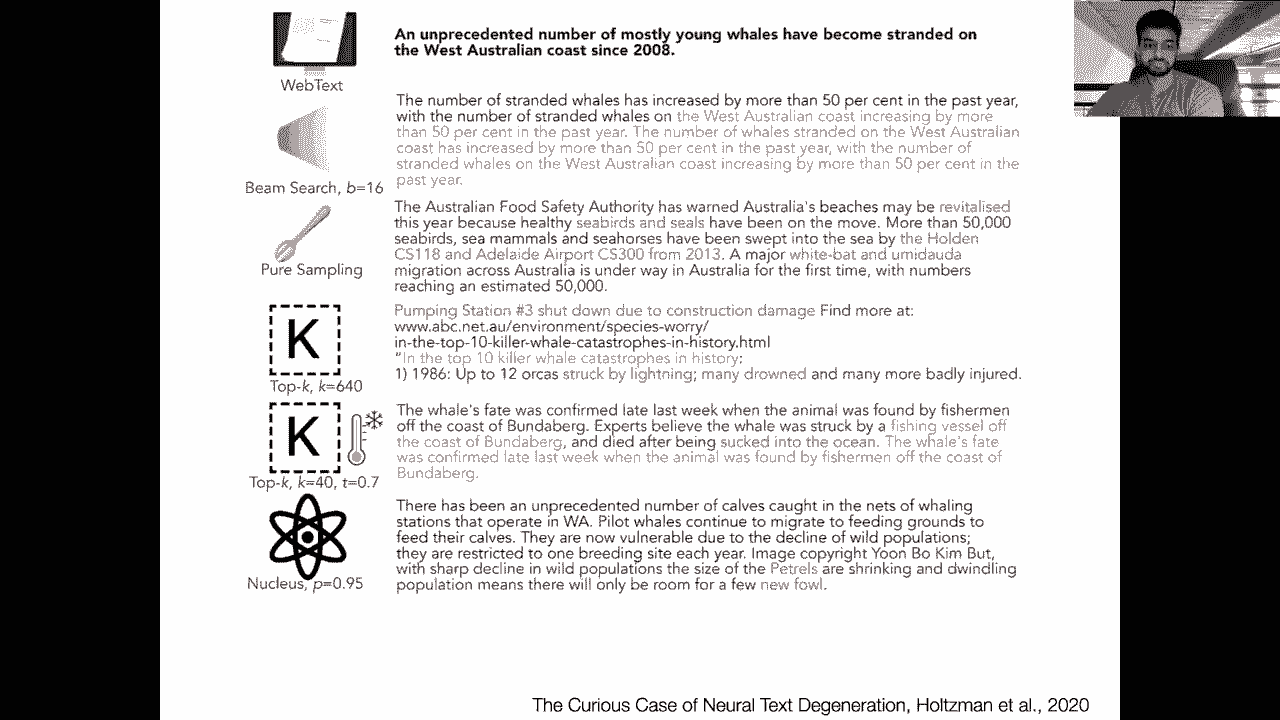 An unprecedented number of mostly young whales have become stranded on
the West Australian coast since 2008.
WebText
The number of stranded whales has increased by more than 50 per cent in the past year,
with the number of stranded whales on the West Australian coast increasing by more
than 50 per cent in the past year. The number of whales stranded on the West Australian
coast has increased by more than 50 per cent in the past year, with the number of
stranded whales on the West Australian coast increasing by more than 50 per cent in the
past year.
Beam Search, b=16
The Australian Food Safety Authority has warned Australia's beaches may be revitalised
this year because healthy seabirds and seals have been on the move. More than 50,000
seabirds, sea mammals and seahorses have been swept into the sea by the Holden
CS118 and Adelaide Airport CS300 from 2013. A major white-bat and umidauda
migration across Australia is under way in Australia for the first time, with numbers
reaching an estimated 50,000.
Pure Sampling
Pumping Station #3 shut down due to construction damage Find more at:
www.abc.net.au/environment/species-worry/
in-the-top-10-killer-whale-catastrophes-in-history.html
"In the top 10 killer whale catastrophes in history:
1) 1986: Up to 12 orcas struck by lightning; many drowned and many more badly injured.
K
Top-k, k=640
The whale's fate was confirmed late last week when the animal was found by fishermen
off the coast of Bundaberg. Experts believe the whale was struck by a fishing vessel off
the coast of Bundaberg, and died after being sucked into the ocean. The whale's fate
was confirmed late last week when the animal was found by fishermen off the coast of
Bundaberg.
K
Top-k, k=40, t=0.7
There has been an unprecedented number of calves caught in the nets of whaling
stations that operate in WA. Pilot whales continue to migrate to feeding grounds to
feed their calves. They are now vulnerable due to the decline of wild populations;
they are restricted to one breeding site each year. Image copyright Yoon Bo Kim But,
with sharp decline in wild populations the size of the Petrels are shrinking and dwindling
population means there will only be room for a few new fowl.
Nucleus, p=0.95
The Curious Case of Neural Text Degeneration, Holtzman et al., 2020